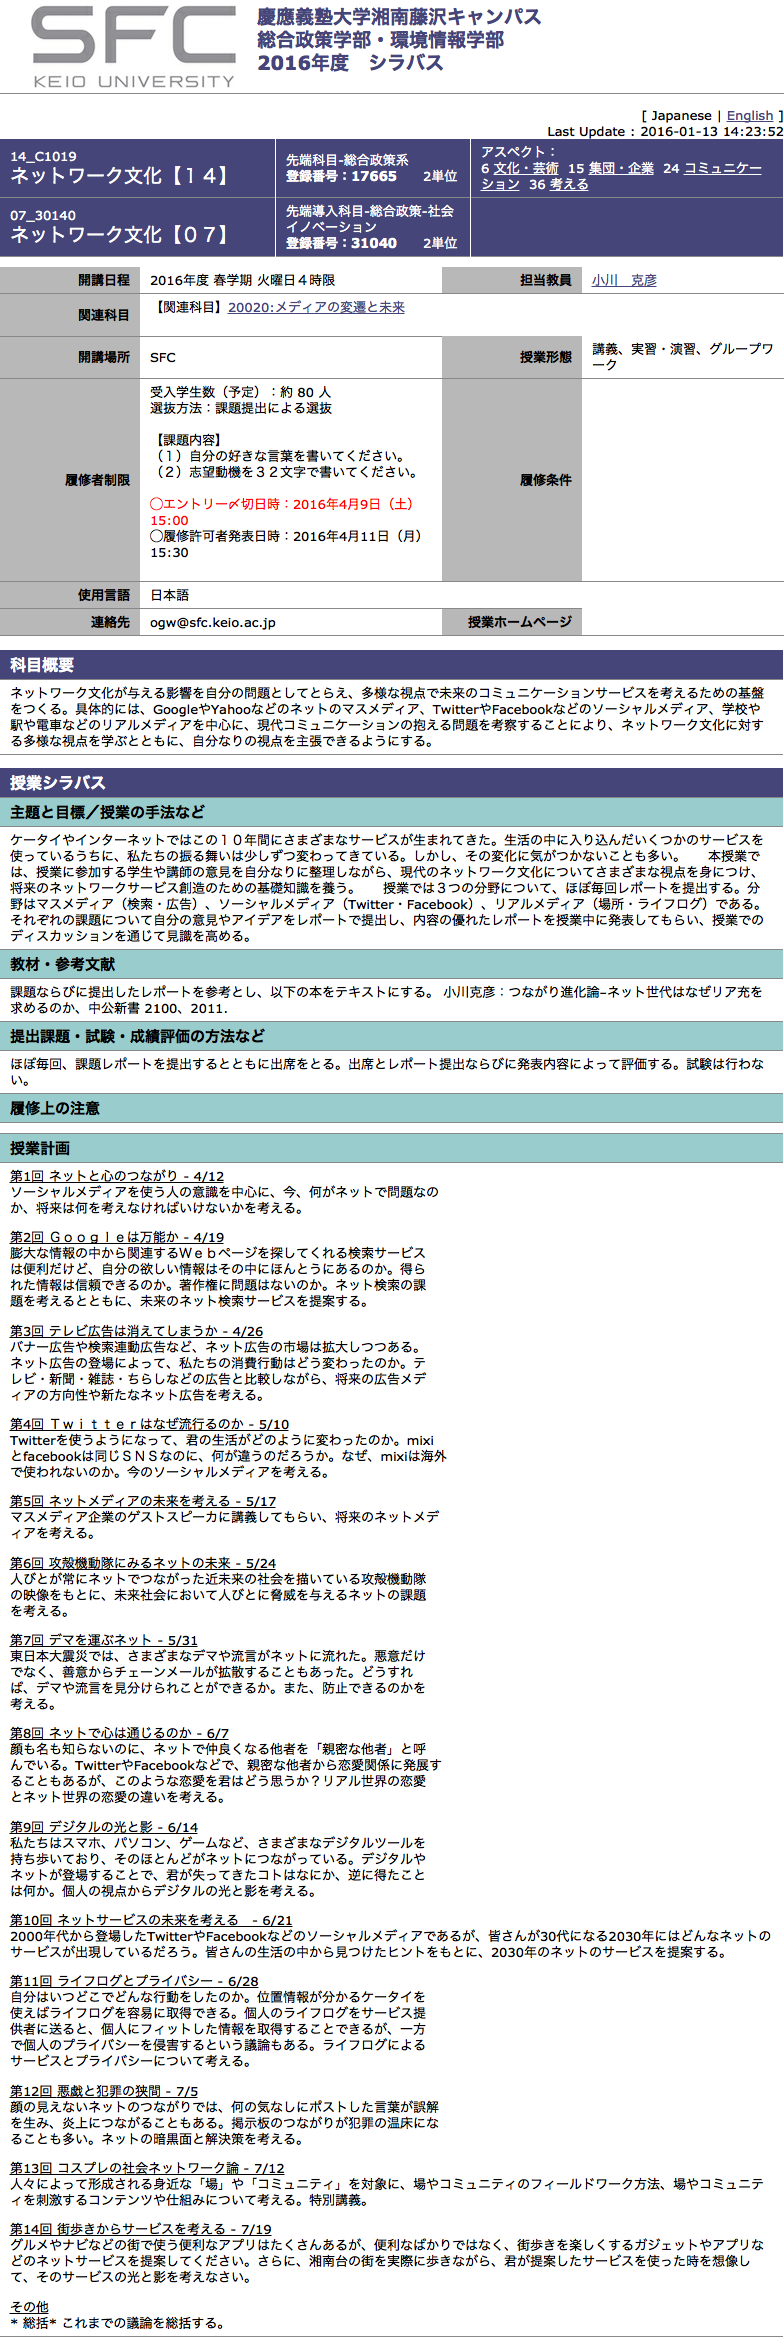 SFC
KEIO UNIVERSITY
慶應義塾大学湘南藤沢キャンパス
総合政策学部・環境情報学部
2016年度　シラバス
[ Japanese | English ]
Last Update : 2016-01-13 14:23:52
14_C1019
ネットワーク文化【１４】
先端科目-総合政策系
登録番号：17665　　2単位
アスペクト：
6 文化・芸術 15 集団・企業 24 コミュニケー
ション 36 考える
07_30140
ネットワーク文化【０７】
先端導入科目-総合政策-社会
イノベーション
登録番号：31040　　2単位
開講日程
2016年度 春学期 火曜日４時限
担当教員
小川　克彦
関連科目
【関連科目】20020:メディアの変遷と未来
開講場所
SFC
授業形態
講義、実習・演習、グループワ
ーク
履修者制限
受入学生数（予定）：約 80 人
選抜方法：課題提出による選抜
【課題内容】
（１）自分の好きな言葉を書いてください。
（２）志望動機を３２文字で書いてください。
◯エントリー〆切日時：2016年4月9日（土）
15:00
◯履修許可者発表日時：2016年4月11日（月）
15:30
履修条件
使用言語
日本語
連絡先
ogw@sfc.keio.ac.jp
授業ホームページ
科目概要
ネットワーク文化が与える影響を自分の問題としてとらえ、多様な視点で未来のコミュニケーションサービスを考えるための基盤
をつくる。具体的には、GoogleやYahooなどのネットのマスメディア、TwitterやFacebookなどのソーシャルメディア、学校や
駅や電車などのリアルメディアを中心に、現代コミュニケーションの抱える問題を考察することにより、ネットワーク文化に対す
る多様な視点を学ぶとともに、自分なりの視点を主張できるようにする。
授業シラバス
主題と目標／授業の手法など
ケータイやインターネットではこの１０年間にさまざまなサービスが生まれてきた。生活の中に入り込んだいくつかのサービスを
使っているうちに、私たちの振る舞いは少しずつ変わってきている。しかし、その変化に気がつかないことも多い。　　本授業で
は、授業に参加する学生や講師の意見を自分なりに整理しながら、現代のネットワーク文化についてさまざまな視点を身につけ、
将来のネットワークサービス創造のための基礎知識を養う。　　授業では３つの分野について、ほぼ毎回レポートを提出する。分
野はマスメディア（検索・広告）、ソーシャルメディア（Twitter・Facebook）、リアルメディア（場所・ライフログ）である。
それぞれの課題について自分の意見やアイデアをレポートで提出し、内容の優れたレポートを授業中に発表してもらい、授業での
ディスカッションを通じて見識を高める。
教材・参考文献
課題ならびに提出したレポートを参考とし、以下の本をテキストにする。 小川克彦：つながり進化論−ネット世代はなぜリア充を
求めるのか、中公新書 2100、2011.
提出課題・試験・成績評価の方法など
ほぼ毎回、課題レポートを提出するとともに出席をとる。出席とレポート提出ならびに発表内容によって評価する。試験は行わな
い。
履修上の注意
授業計画
第1回 ネットと心のつながり - 4/12
ソーシャルメディアを使う人の意識を中心に、今、何がネットで問題なの
か、将来は何を考えなければいけないかを考える。
第2回 Ｇｏｏｇｌｅは万能か - 4/19
膨大な情報の中から関連するＷｅｂページを探してくれる検索サービス
は便利だけど、自分の欲しい情報はその中にほんとうにあるのか。得ら
れた情報は信頼できるのか。著作権に問題はないのか。ネット検索の課
題を考えるとともに、未来のネット検索サービスを提案する。
第3回 テレビ広告は消えてしまうか - 4/26
バナー広告や検索連動広告など、ネット広告の市場は拡大しつつある。
ネット広告の登場によって、私たちの消費行動はどう変わったのか。テ
レビ・新聞・雑誌・ちらしなどの広告と比較しながら、将来の広告メデ
ィアの方向性や新たなネット広告を考える。
第4回 Ｔｗｉｔｔｅｒはなぜ流行るのか - 5/10
Twitterを使うようになって、君の生活がどのように変わったのか。mixi
とfacebookは同じＳＮＳなのに、何が違うのだろうか。なぜ、mixiは海外
で使われないのか。今のソーシャルメディアを考える。
第5回 ネットメディアの未来を考える - 5/17
マスメディア企業のゲストスピーカに講義してもらい、将来のネットメデ
ィアを考える。
第6回 攻殻機動隊にみるネットの未来 - 5/24
人びとが常にネットでつながった近未来の社会を描いている攻殻機動隊
の映像をもとに、未来社会において人びとに脅威を与えるネットの課題
を考える。
第7回 デマを運ぶネット - 5/31
東日本大震災では、さまざまなデマや流言がネットに流れた。悪意だけ
でなく、善意からチェーンメールが拡散することもあった。どうすれ
ば、デマや流言を見分けられことができるか。また、防止できるのかを
考える。
第8回 ネットで心は通じるのか - 6/7
顔も名も知らないのに、ネットで仲良くなる他者を「親密な他者」と呼
んでいる。TwitterやFacebookなどで、親密な他者から恋愛関係に発展す
ることもあるが、このような恋愛を君はどう思うか？リアル世界の恋愛
とネット世界の恋愛の違いを考える。
第9回 デジタルの光と影 - 6/14
私たちはスマホ、パソコン、ゲームなど、さまざまなデジタルツールを
持ち歩いており、そのほとんどがネットにつながっている。デジタルや
ネットが登場することで、君が失ってきたコトはなにか、逆に得たこと
は何か。個人の視点からデジタルの光と影を考える。
第10回 ネットサービスの未来を考える　- 6/21
2000年代から登場したTwitterやFacebookなどのソーシャルメディアであるが、皆さんが30代になる2030年にはどんなネットの
サービスが出現しているだろう。皆さんの生活の中から見つけたヒントをもとに、2030年のネットのサービスを提案する。
第11回 ライフログとプライバシー - 6/28
自分はいつどこでどんな行動をしたのか。位置情報が分かるケータイを
使えばライフログを容易に取得できる。個人のライフログをサービス提
供者に送ると、個人にフィットした情報を取得することできるが、一方
で個人のプライバシーを侵害するという議論もある。ライフログによる
サービスとプライバシーについて考える。
第12回 悪戯と犯罪の狭間 - 7/5
顔の見えないネットのつながりでは、何の気なしにポストした言葉が誤解
を生み、炎上につながることもある。掲示板のつながりが犯罪の温床にな
ることも多い。ネットの暗黒面と解決策を考える。
第13回 コスプレの社会ネットワーク論 - 7/12
人々によって形成される身近な「場」や「コミュニティ」を対象に、場やコミュニティのフィールドワーク方法、場やコミュニテ
ィを刺激するコンテンツや仕組みについて考える。特別講義。
第14回 街歩きからサービスを考える - 7/19
グルメやナビなどの街で使う便利なアプリはたくさんあるが、便利なばかりではなく、街歩きを楽しくするガジェットやアプリな
どのネットサービスを提案してください。さらに、湘南台の街を実際に歩きながら、君が提案したサービスを使った時を想像し
て、そのサービスの光と影を考えなさい。
その他
* 総括* これまでの議論を総括する。